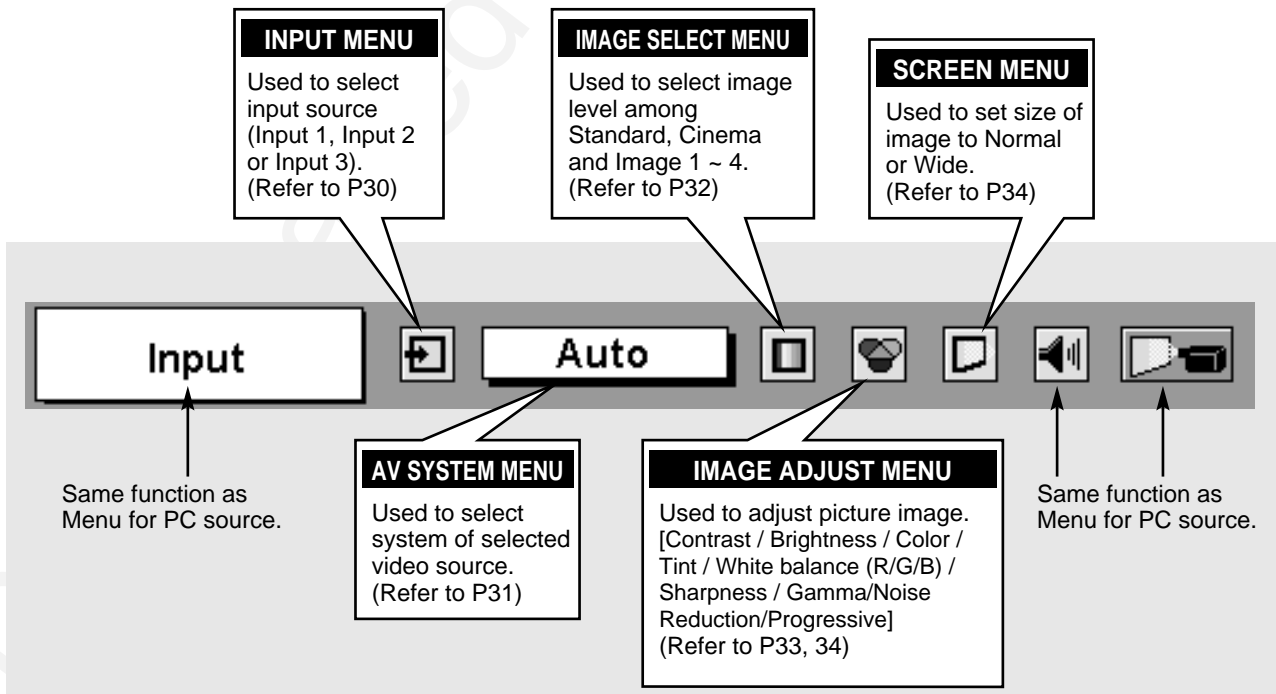 INPUT MENU
Used to select
input source
(Input 1, Input 2
or Input 3).
(Refer to P30)
IMAGE SELECT MENU
Used to select image
level among
Standard, Cinema
and Image 1 ~ 4.
(Refer to P32)
SCREEN MENU
Used to set size of
image to Normal
or Wide.
(Refer to P34)
Input
Auto
Same function as
Menu for PC source.
AV SYSTEM MENU
Used to select
system of selected
video source.
(Refer to P31)
IMAGE ADJUST MENU
Used to adjust picture image.
[Contrast / Brightness / Color /
Tint / White balance (R/G/B) /
Sharpness / Gamma/Noise
Reduction/Progressive]
(Refer to P33, 34)
Same function as
Menu for PC source.